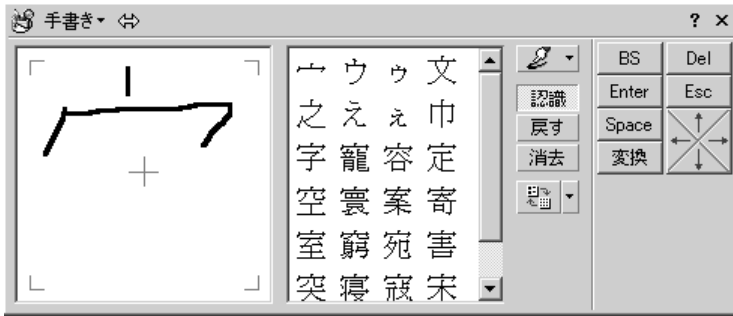 手書き
亠 ウ ゥ 文
之 え ぇ 巾
字 寵 容 定
空 寰 案 寄
室 窮 宛 害
突 寝 寇 宋
認識
戻す
消去
? ×
BS Del
Enter Esc
Space
変換